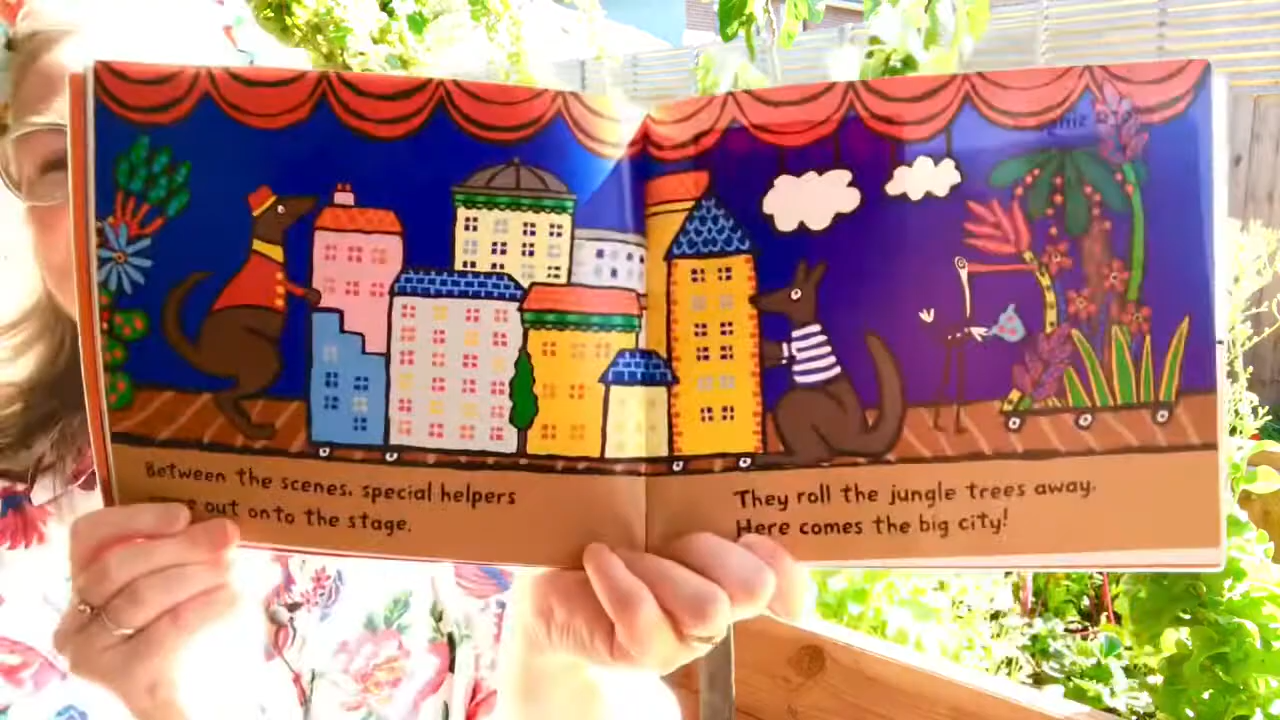 Between the scenes, special helpers
out onto the stage.
They roll the jungle trees away.
Here comes the big city!